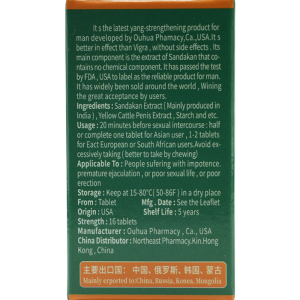 It s the latest yang-strengthening product for
man developed by Ouhua Pharmacy,Ca.,USA.It s
better in effect than Vigra , without side effects . Its
main component is the extract of Sandakan that con-
tains no chemical component. It has passed the test
by FDA , USA to label as the reliable product for man.
It has widely been sold around the world , Wining
the great acceptance by users.
Ingredients : Sandakan Extract ( Mainly produced in
India ) , Yellow Cattle Penis Extract , Starch and etc.
Usage : 20 minutes before sexual intercourse : half
or complete one tablet for Asian user , 1-2 tablets
for East European or South African users.Avoid ex-
cessively taking ( better to take by chewing)
Applicable To : People sufering with impotence.
premature ejaculation , or poor sexual life , or poor
erection
Storage : Keep at 15-80°C( 50-86F ) in a dry place
From : Tablet Mfg . Date : See the Leaflet
Origin : USA Shelf Life : 5 years
Strength : 16 tablets
Manufacturer : Ouhua Pharmacy , Ca., USA
China Distributor : Northeast Pharmacy.Kin.Hong
Kong , China
主要出口国： 中国、俄罗斯、韩国、蒙古
Mainly erported to:China, Russia, Korea, Mongolia